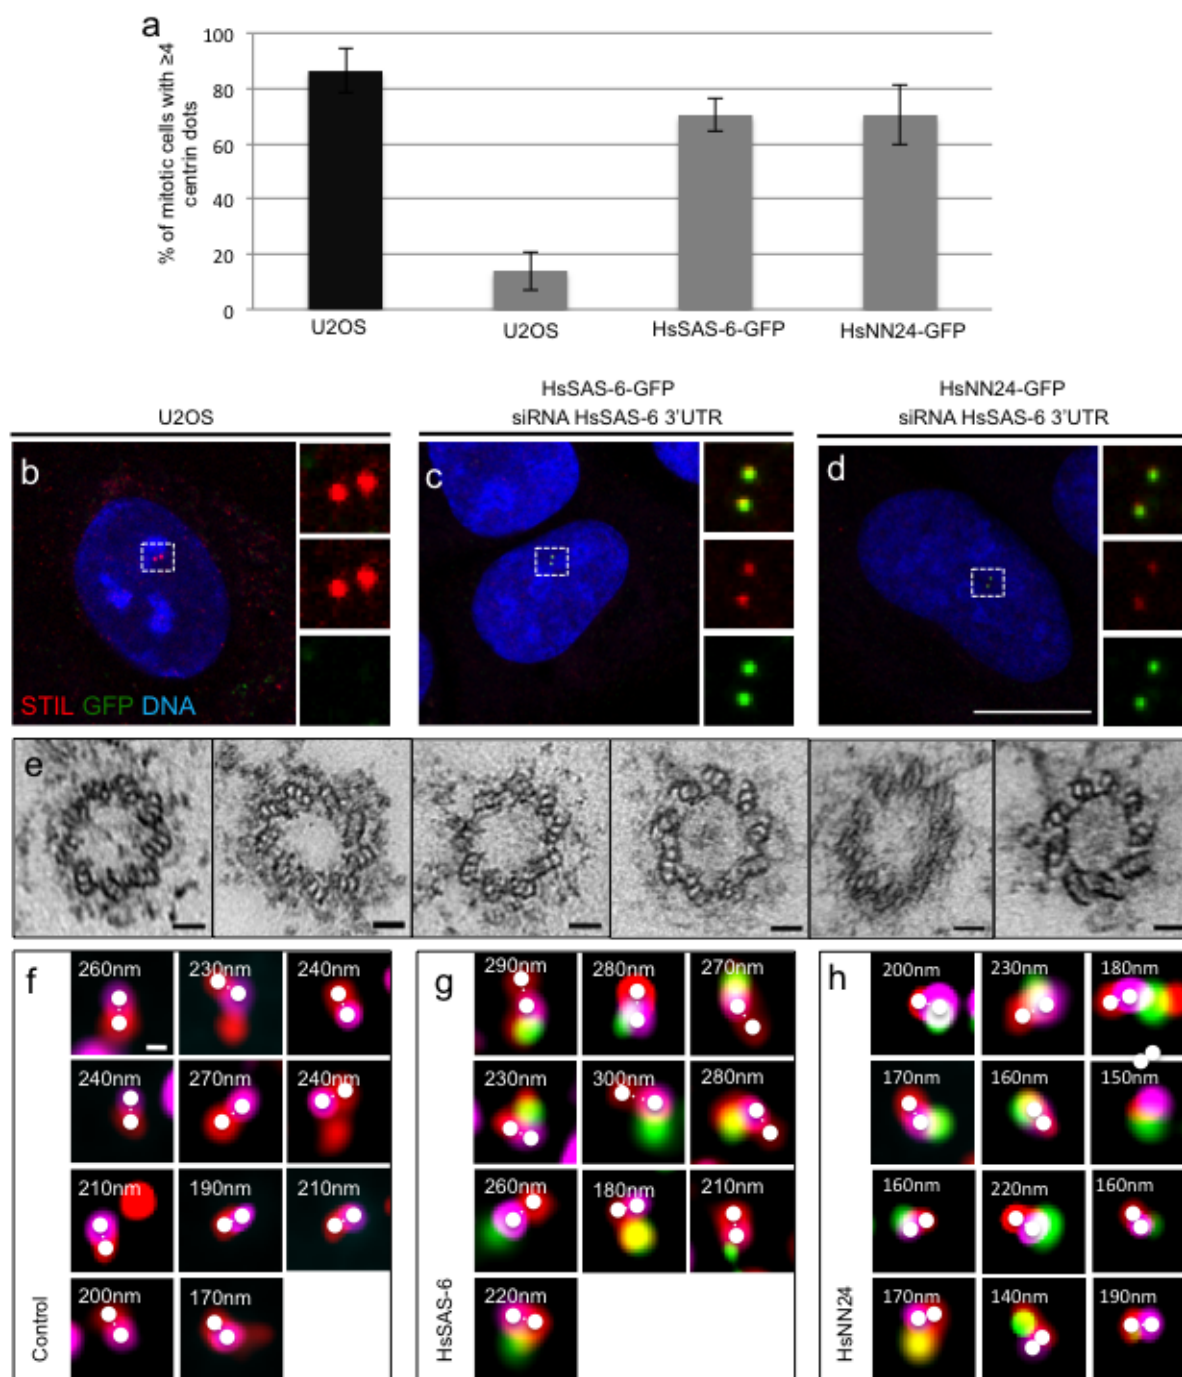 a
% of mitotic cells with ≥4
centrin dots
100
80
60
40
20
0
U2OS
U2OS
HsSAS-6-GFP
HsNN24-GFP
U2OS
HsSAS-6-GFP
siRNA HsSAS-6 3'UTR
HsNN24-GFP
siRNA HsSAS-6 3'UTR
b
STIL GFP DNA
c
d
e
f
Control
260nm 230nm 240nm
240nm 270nm 240nm
210nm 190nm 210nm
200nm 170nm
g
HsSAS-6
290nm 280nm 270nm
230nm 300nm 280nm
260nm 180nm 210nm
220nm
h
HsNN24
200nm 230nm 180nm
170nm 160nm 150nm
160nm 220nm 160nm
170nm 140nm 190nm